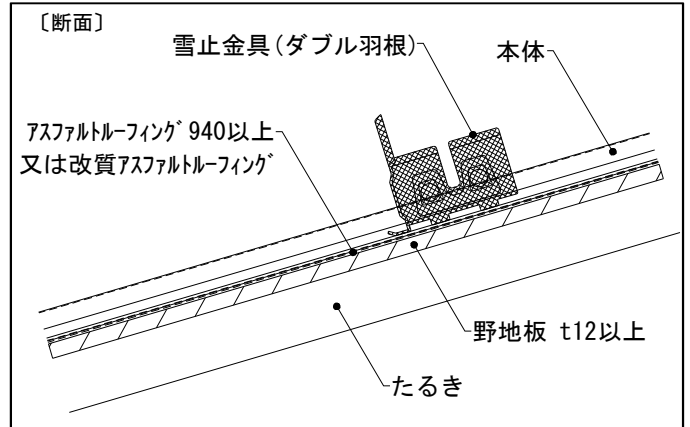 〔断面〕
雪止金具(ダブル羽根)
本体
ｱｽﾌｧﾙﾄﾙｰﾌｨﾝｸﾞ940以上
又は改質ｱｽﾌｧﾙﾄﾙｰﾌｨﾝｸﾞ
野地板 t12以上
たるき